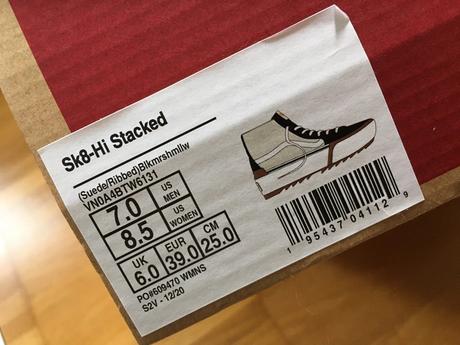 Sk8-Hi Stacked
(Suede/Ribbed)Blkmrshmllw
VN0A4BTW6131
7.0 US MEN
8.5 US WOMEN
UK EUR CM
6.0 39.0 25.0
PO#609470 WMNS
S2V - 12/20
1 95437 04112 9